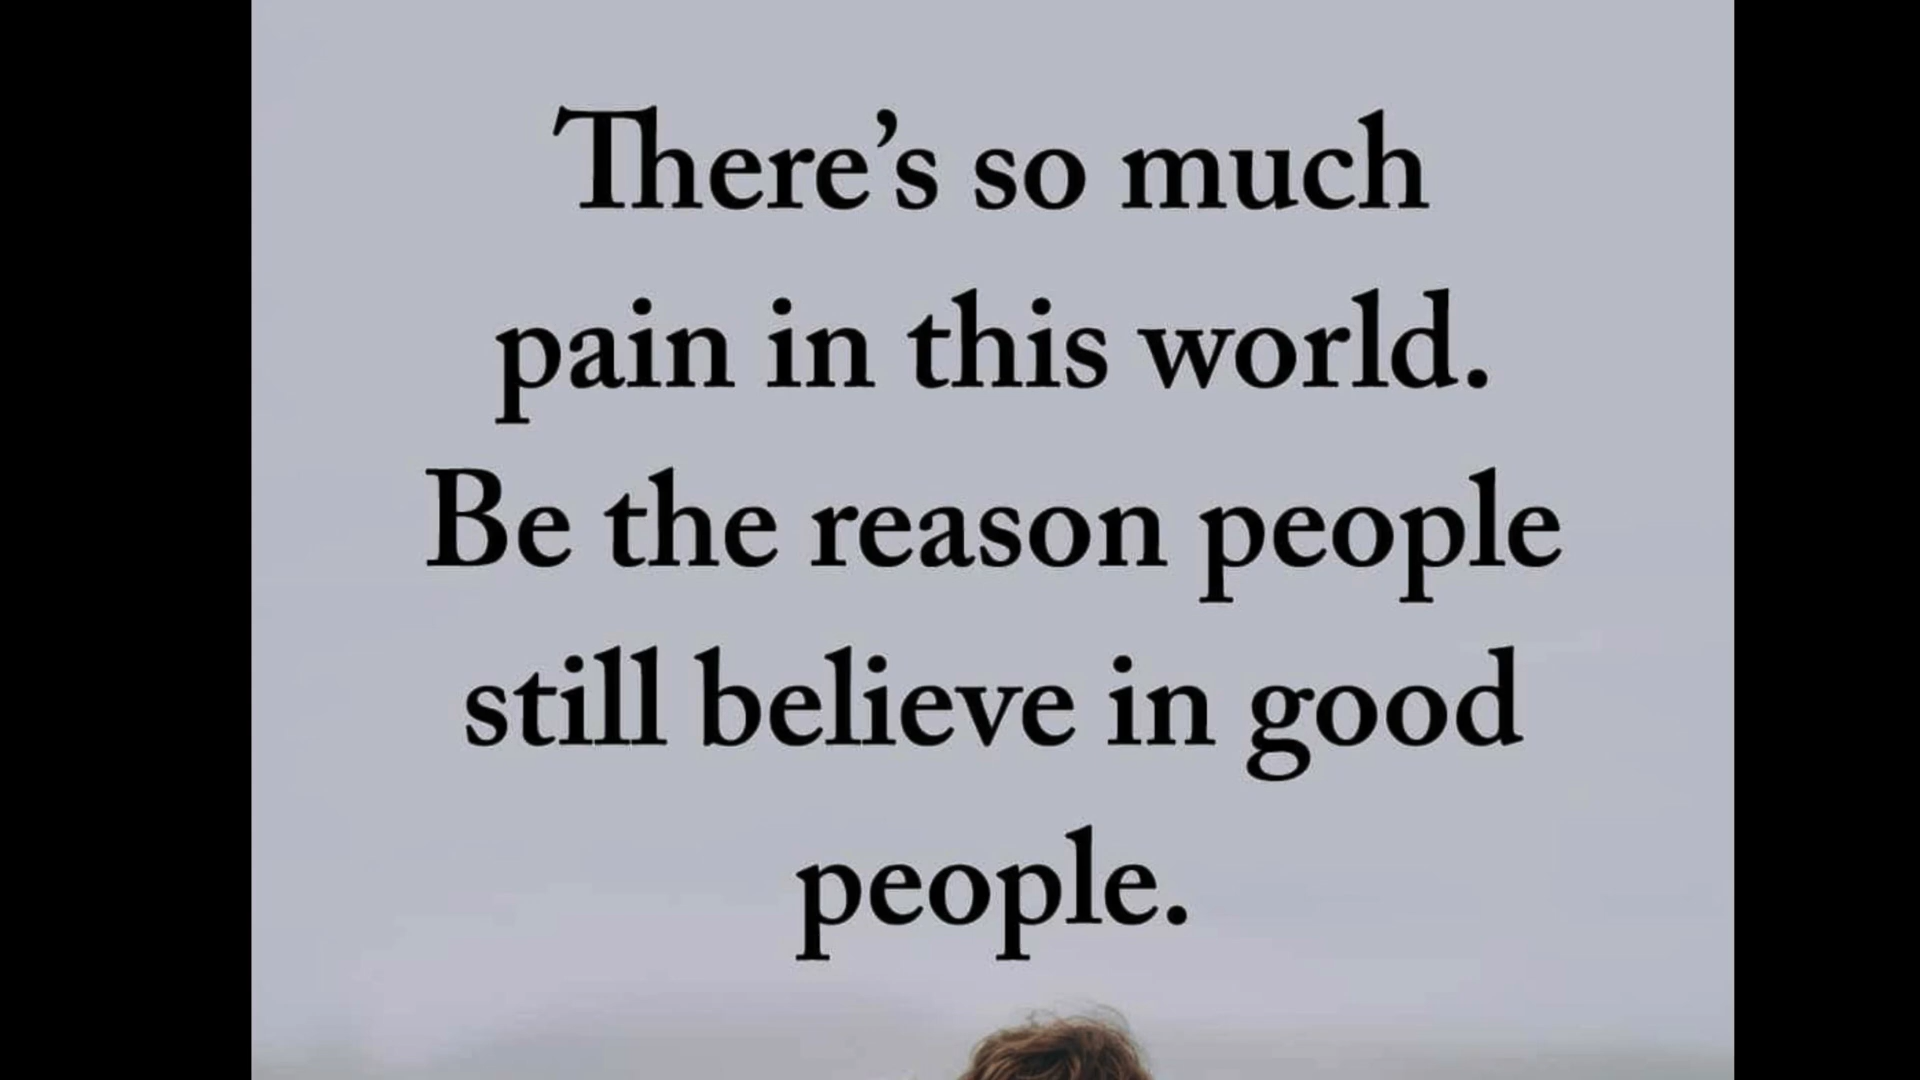 There’s so much
pain in this world.
Be the reason people
still believe in good
people.